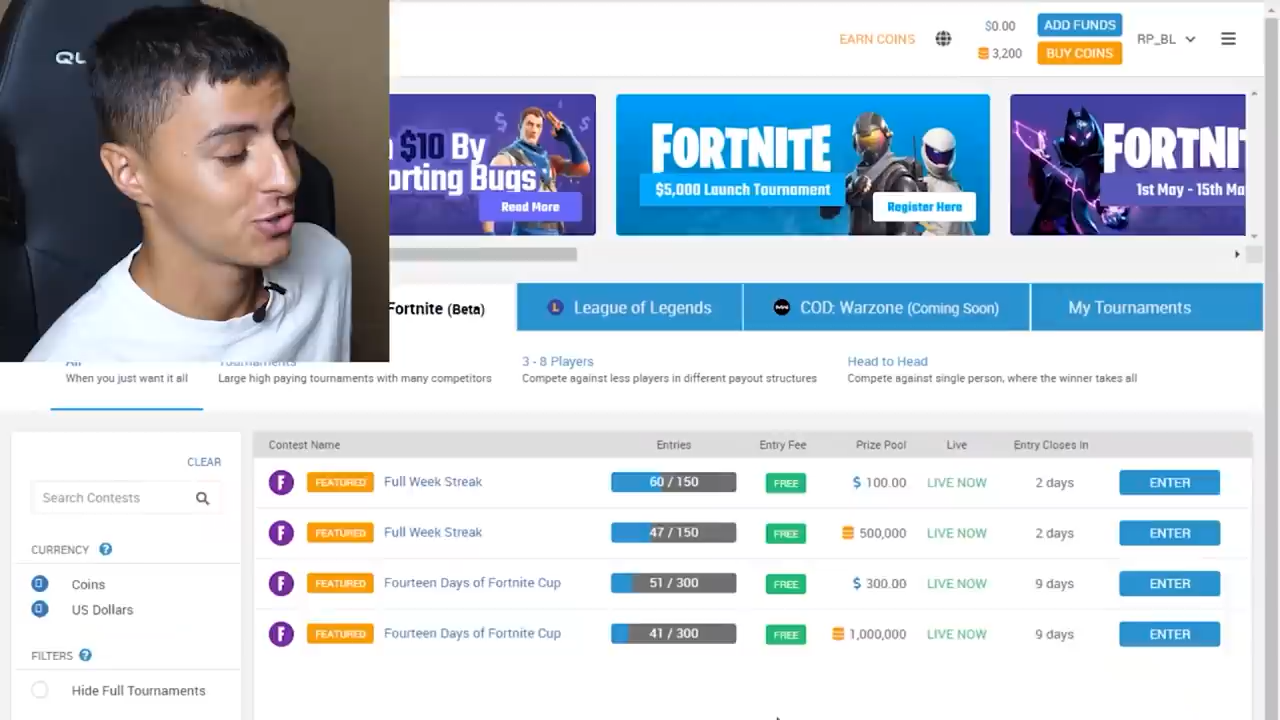 QU
EARN COINS
$0.00
3,200
ADD FUNDS
BUY COINS
RP_BL
$10 By
orting Bugs
Read More
FORTNITE
$5,000 Launch Tournament
Register Here
FORTNI
1st May - 15th Ma
Fortnite (Beta)
League of Legends
COD: Warzone (Coming Soon)
My Tournaments
All
When you just want it all
Tournaments
Large high paying tournaments with many competitors
3 - 8 Players
Compete against less players in different payout structures
Head to Head
Compete against single person, where the winner takes all
CLEAR
Search Contests
CURRENCY ?
Coins
US Dollars
FILTERS ?
Hide Full Tournaments
Contest Name Entries Entry Fee Prize Pool Live Entry Closes In
F FEATURED Full Week Streak 60 / 150 FREE $ 100.00 LIVE NOW 2 days ENTER
F FEATURED Full Week Streak 47 / 150 FREE 500,000 LIVE NOW 2 days ENTER
F FEATURED Fourteen Days of Fortnite Cup 51 / 300 FREE $ 300.00 LIVE NOW 9 days ENTER
F FEATURED Fourteen Days of Fortnite Cup 41 / 300 FREE 1,000,000 LIVE NOW 9 days ENTER